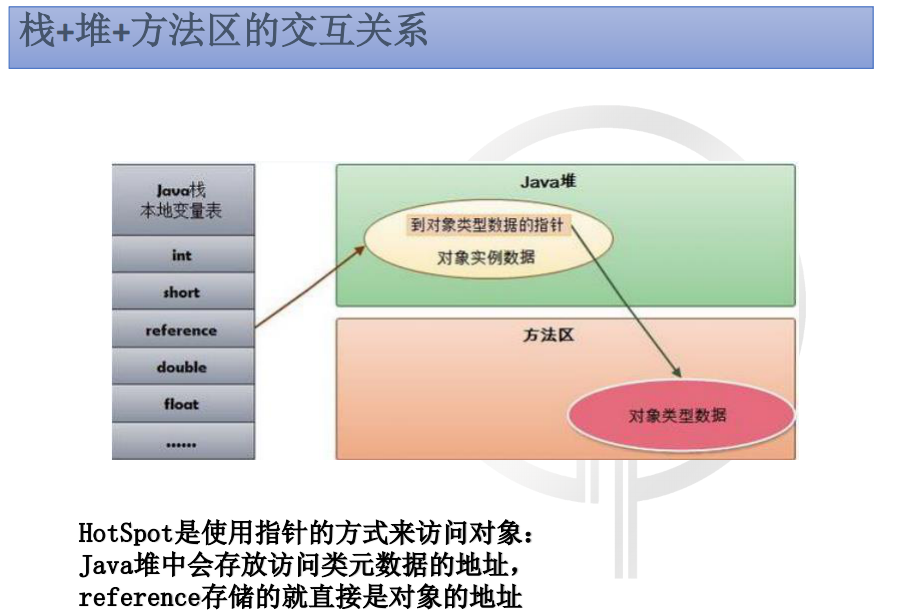 栈+堆+方法区的交互关系
Java栈
本地变量表
int
short
reference
double
float
......
Java堆
到对象类型数据的指针
对象实例数据
方法区
对象类型数据
HotSpot是使用指针的方式来访问对象：
Java堆中会存放访问类元数据的地址，
reference存储的就直接是对象的地址